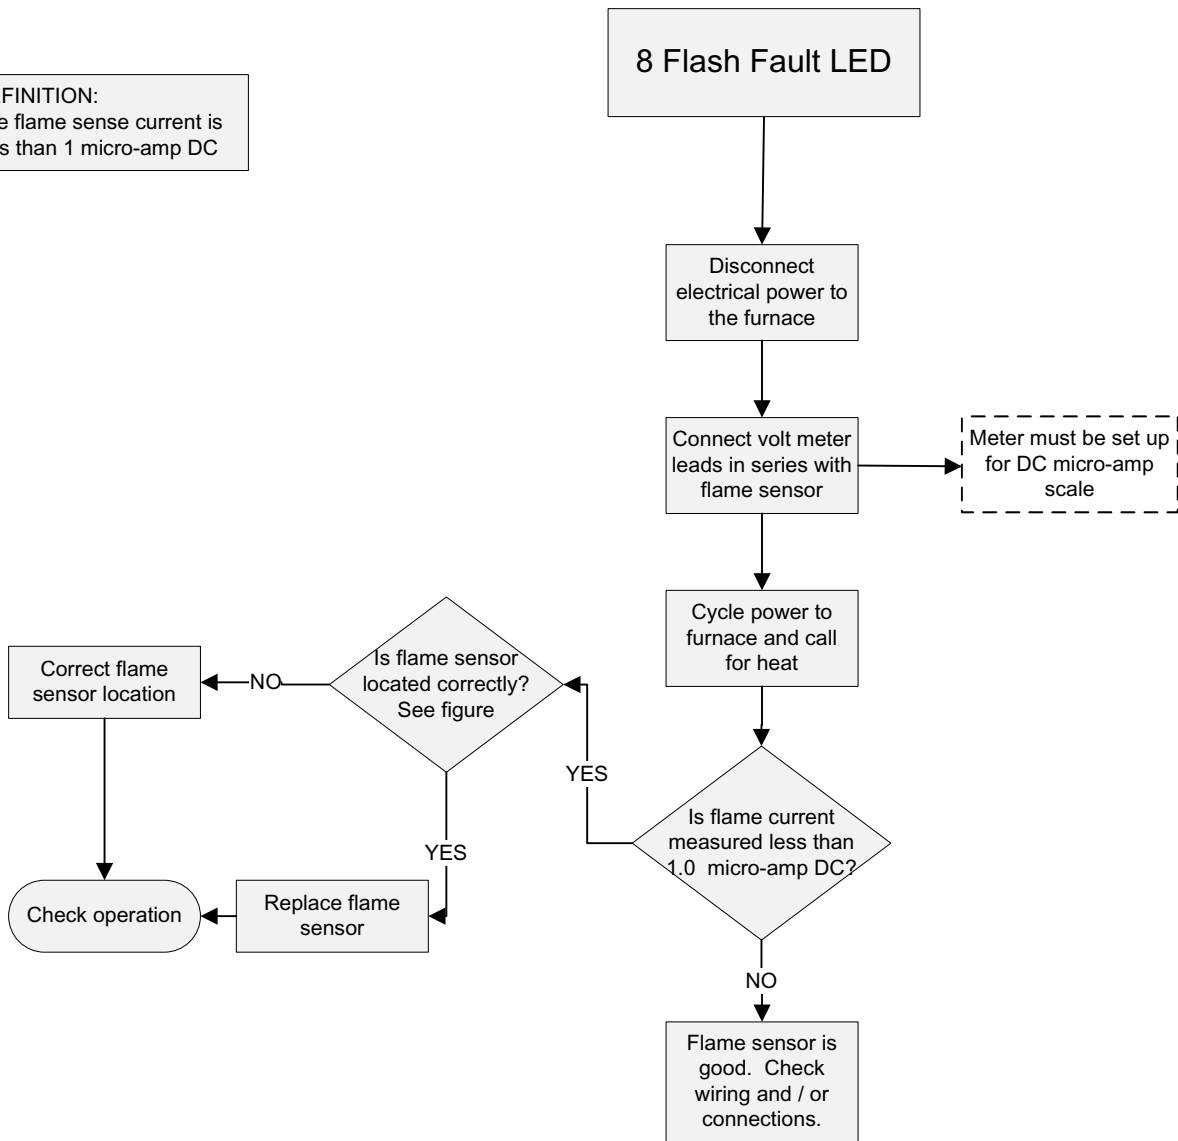 8 Flash Fault LED
FINITION:
e flame sense current is
s than 1 micro-amp DC
Disconnect
electrical power to
the furnace
Connect volt meter
leads in series with
flame sensor
Meter must be set up
for DC micro-amp
scale
Cycle power to
furnace and call
for heat
Is flame sensor
located correctly?
See figure
NO
Correct flame
sensor location
YES
Is flame current
measured less than
1.0 micro-amp DC?
YES
Replace flame
sensor
Check operation
NO
Flame sensor is
good. Check
wiring and / or
connections.